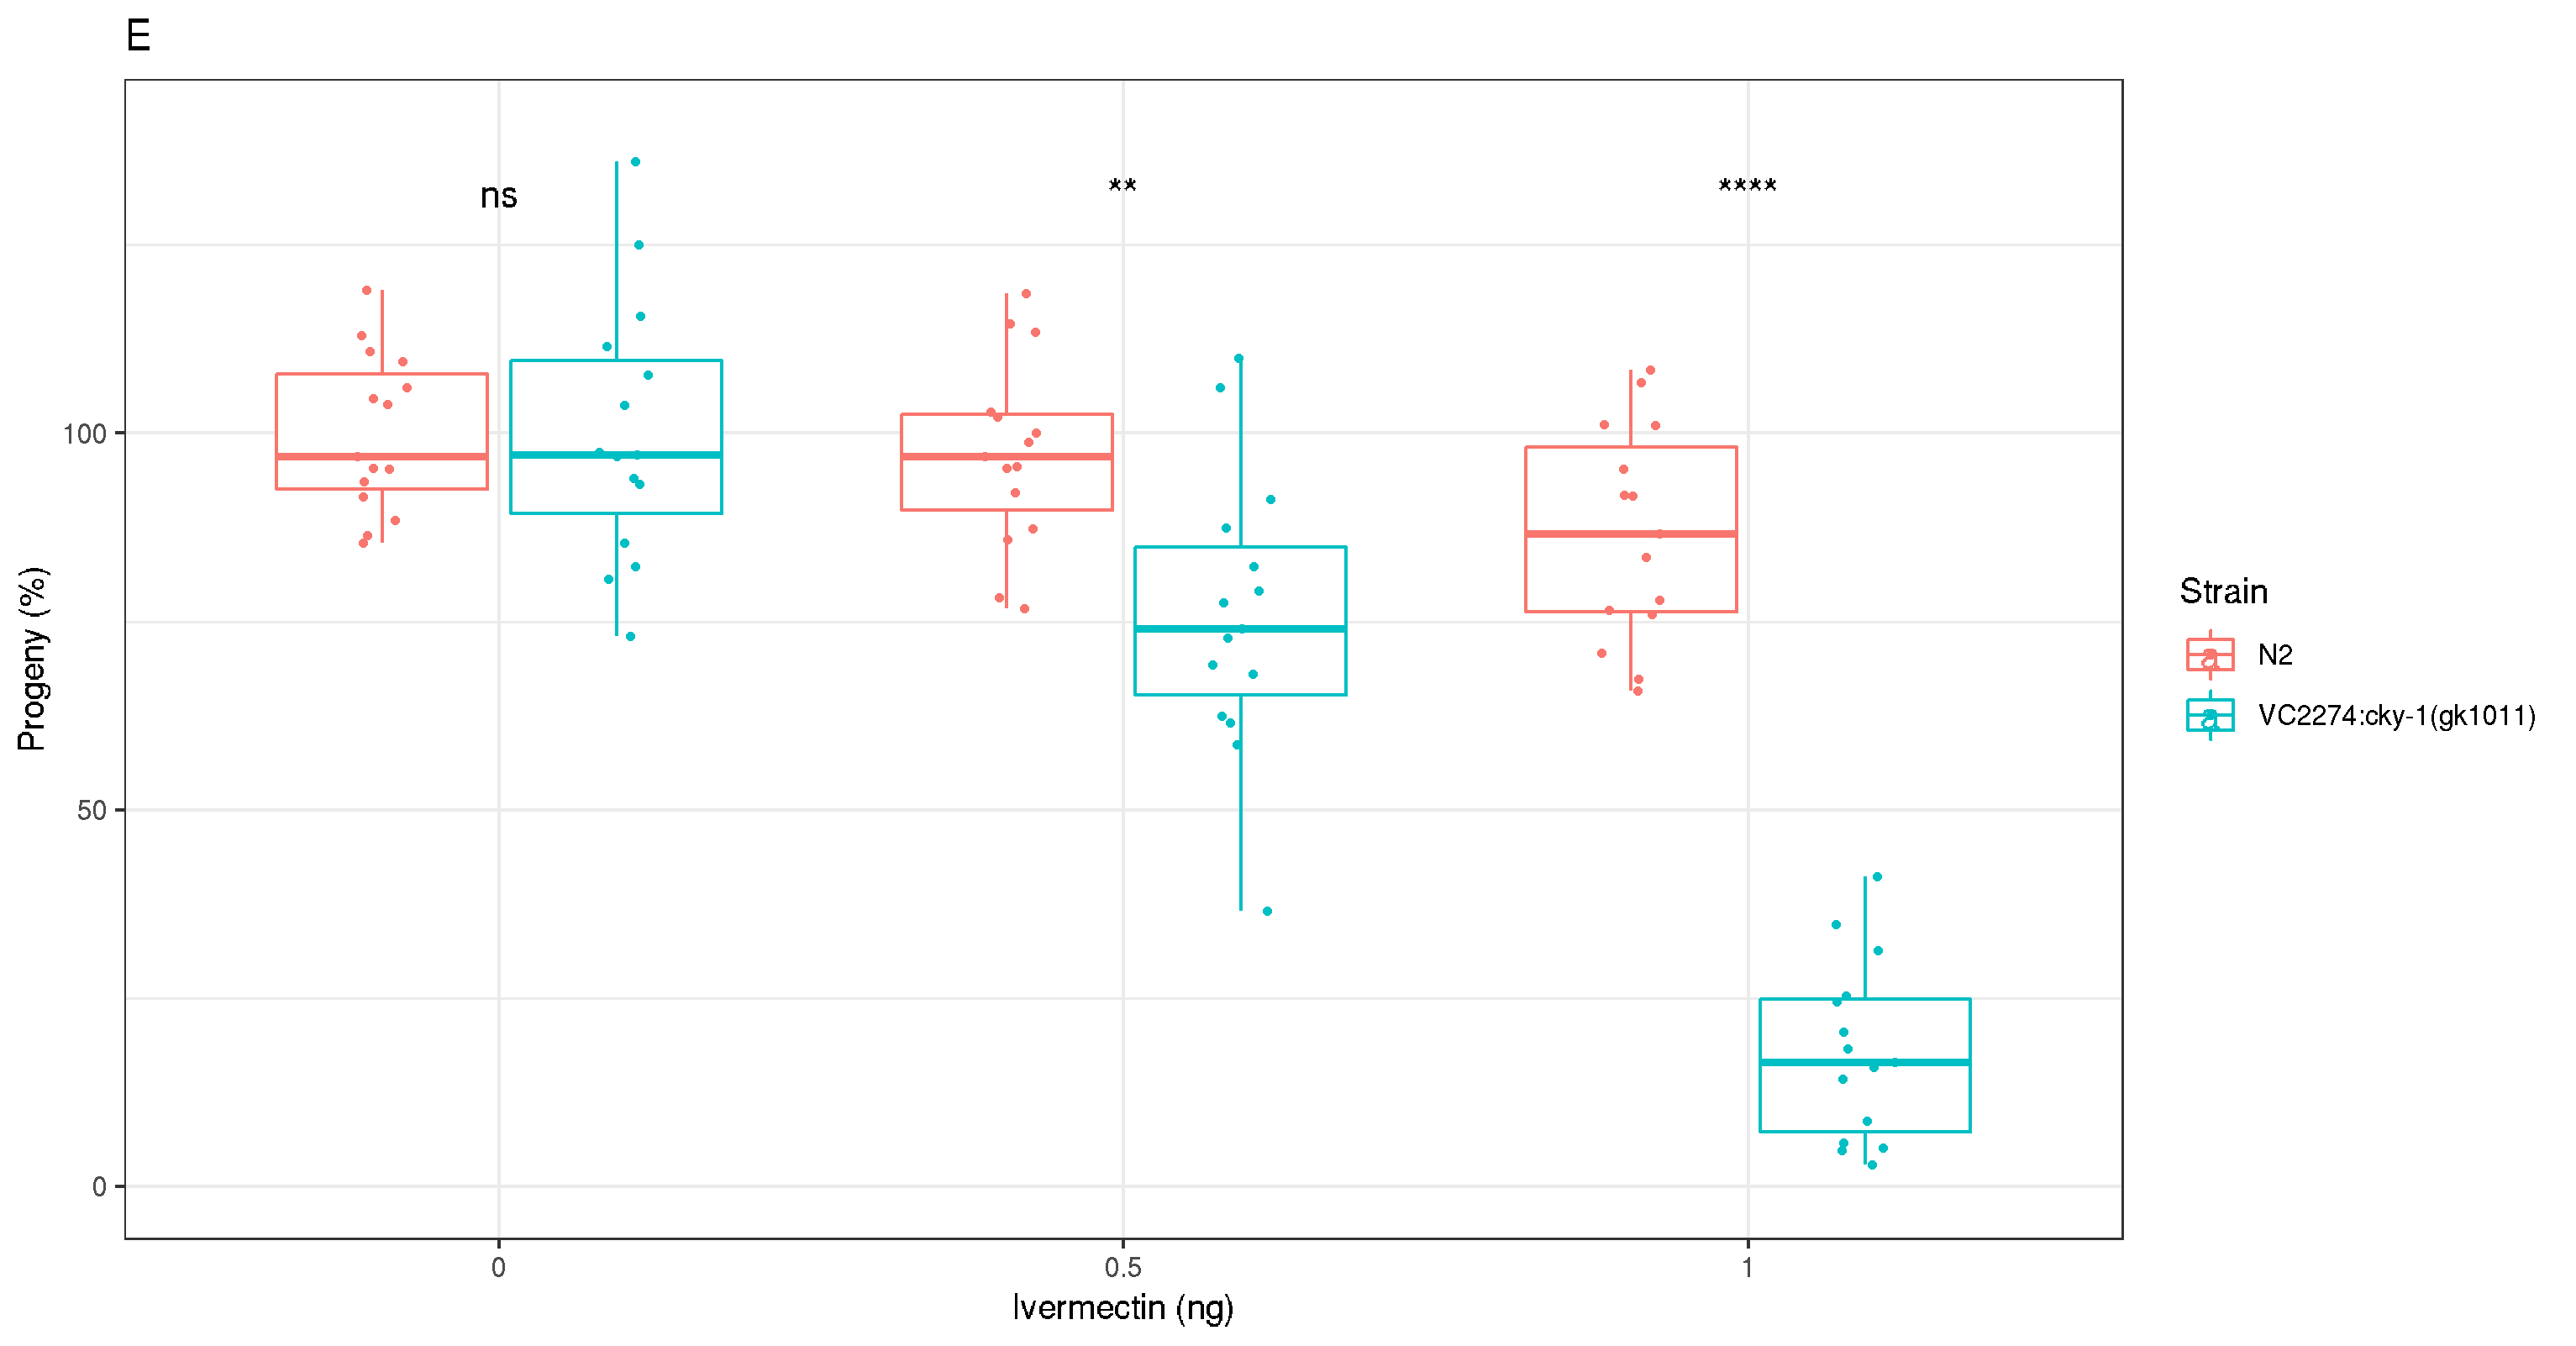 E
ns
**
****
Progeny (%)
100
50
0
0
0.5
1
Ivermectin (ng)
Strain
N2
VC2274:cky-1(gk1011)